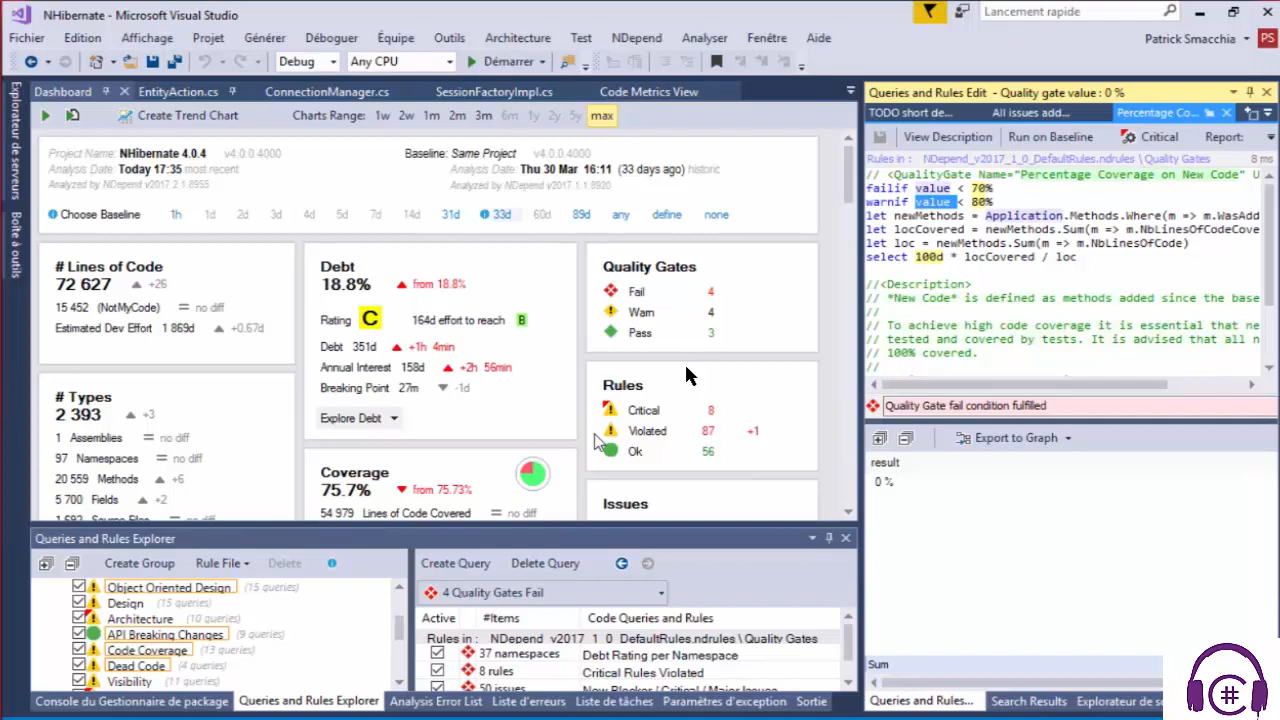 NHibernate - Microsoft Visual Studio
Lancement rapide
Fichier Edition Affichage Projet Générer Déboguer Équipe Outils Architecture Test NDepend Analyser Fenêtre Aide
Patrick Smacchia PS
Debug Any CPU Démarrer
Explorateur de serveurs
Boîte à outils
Dashboard EntityAction.cs ConnectionManager.cs SessionFactoryImpl.cs Code Metrics View
Create Trend Chart Charts Range: 1w 2w 1m 2m 3m 6m 1y 2y 5y max
Project Name: NHibernate 4.0.4 v4.0.0.4000
Analysis Date Today 17:35 most recent
Analyzed by NDepend v2017.2.1.8955
Baseline: Same Project v4.0.0.4000
Analysis Date Thu 30 Mar 16:11 (33 days ago) historic
Analyzed by NDepend v2017.1.1.8920
Choose Baseline 1h 1d 2d 3d 4d 5d 7d 14d 31d 33d 60d 89d any define none
# Lines of Code
72 627 +26
15 452 (NotMyCode) no diff
Estimated Dev Effort 1 869d +0.67d
# Types
2 393 +3
1 Assemblies no diff
97 Namespaces no diff
20 559 Methods +6
5 700 Fields +2
Debt
18.8% from 18.8%
Rating C 164d effort to reach B
Debt 351d +1h 4min
Annual Interest 158d +2h 56min
Breaking Point 27m -1d
Explore Debt
Coverage
75.7% from 75.73%
54 979 Lines of Code Covered no diff
Quality Gates
Fail 4
Warn 4
Pass 3
Rules
Critical 8
Violated 87 +1
Ok 56
Issues
Queries and Rules Edit - Quality gate value : 0 %
TODO short de... All issues add... Percentage Co...
View Description Run on Baseline Critical Report:
Rules in : NDepend_v2017_1_0_DefaultRules.ndrules \ Quality Gates 8 ms
// <QualityGate Name="Percentage Coverage on New Code" U
failif value < 70%
warnif value < 80%
let newMethods = Application.Methods.Where(m => m.WasAdd
let locCovered = newMethods.Sum(m => m.NbLinesOfCodeCove
let loc = newMethods.Sum(m => m.NbLinesOfCode)
select 100d * locCovered / loc
//<Description>
// *New Code* is defined as methods added since the base
//
// To achieve high code coverage it is essential that ne
// tested and covered by tests. It is advised that all n
// 100% covered.
//
Quality Gate fail condition fulfilled
Export to Graph
result
0 %
Sum
Queries and Rules... Search Results
Queries and Rules Explorer
Create Group Rule File Delete
Object Oriented Design (15 queries)
Design (15 queries)
Architecture (10 queries)
API Breaking Changes (9 queries)
Code Coverage (13 queries)
Dead Code (4 queries)
Visibility (11 queries)
Create Query Delete Query
4 Quality Gates Fail
Active #Items Code Queries and Rules
Rules in : NDepend_v2017_1_0_DefaultRules.ndrules \ Quality Gates
37 namespaces Debt Rating per Namespace
8 rules Critical Rules Violated
50 issues New Blocker / Critical / Major Issues
Console du Gestionnaire de package Queries and Rules Explorer Analysis Error List Liste d'erreurs Liste de tâches Paramètres d'exception Sortie